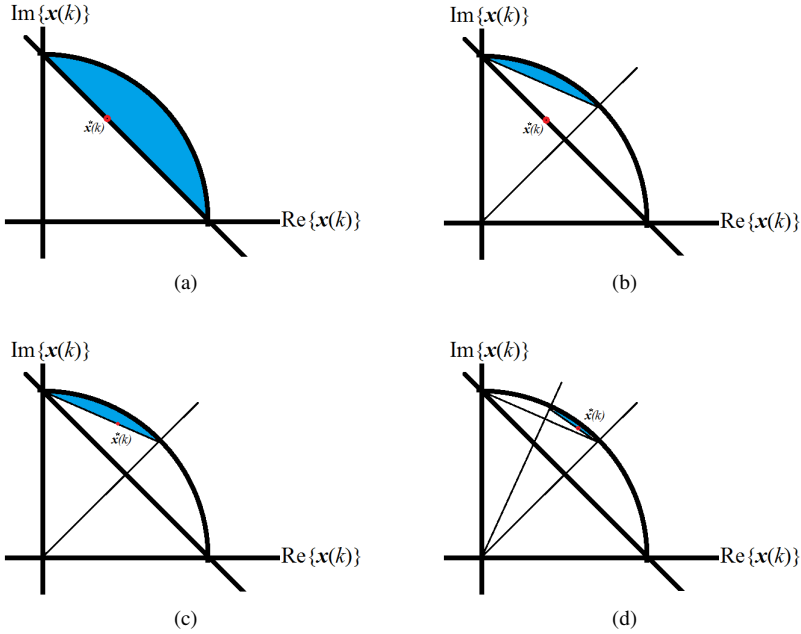 Im{x(k)}
x*(k)
Re{x(k)}
(a)
Im{x(k)}
x*(k)
Re{x(k)}
(b)
Im{x(k)}
x*(k)
Re{x(k)}
(c)
Im{x(k)}
x*(k)
Re{x(k)}
(d)